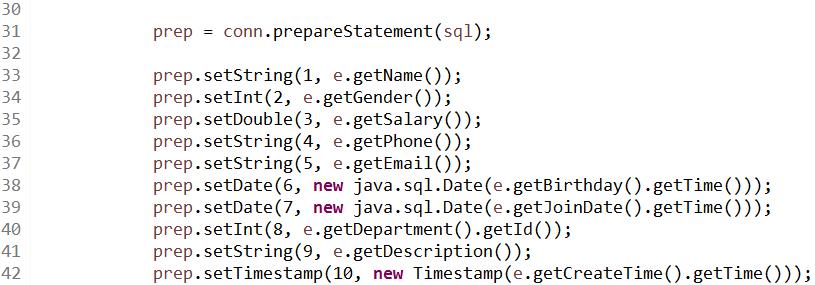 30
31 prep = conn.prepareStatement(sql);
32
33 prep.setString(1, e.getName());
34 prep.setInt(2, e.getGender());
35 prep.setDouble(3, e.getSalary());
36 prep.setString(4, e.getPhone());
37 prep.setString(5, e.getEmail());
38 prep.setDate(6, new java.sql.Date(e.getBirthday().getTime()));
39 prep.setDate(7, new java.sql.Date(e.getJoinDate().getTime()));
40 prep.setInt(8, e.getDepartment().getId());
41 prep.setString(9, e.getDescription());
42 prep.setTimestamp(10, new Timestamp(e.getCreateTime().getTime()));